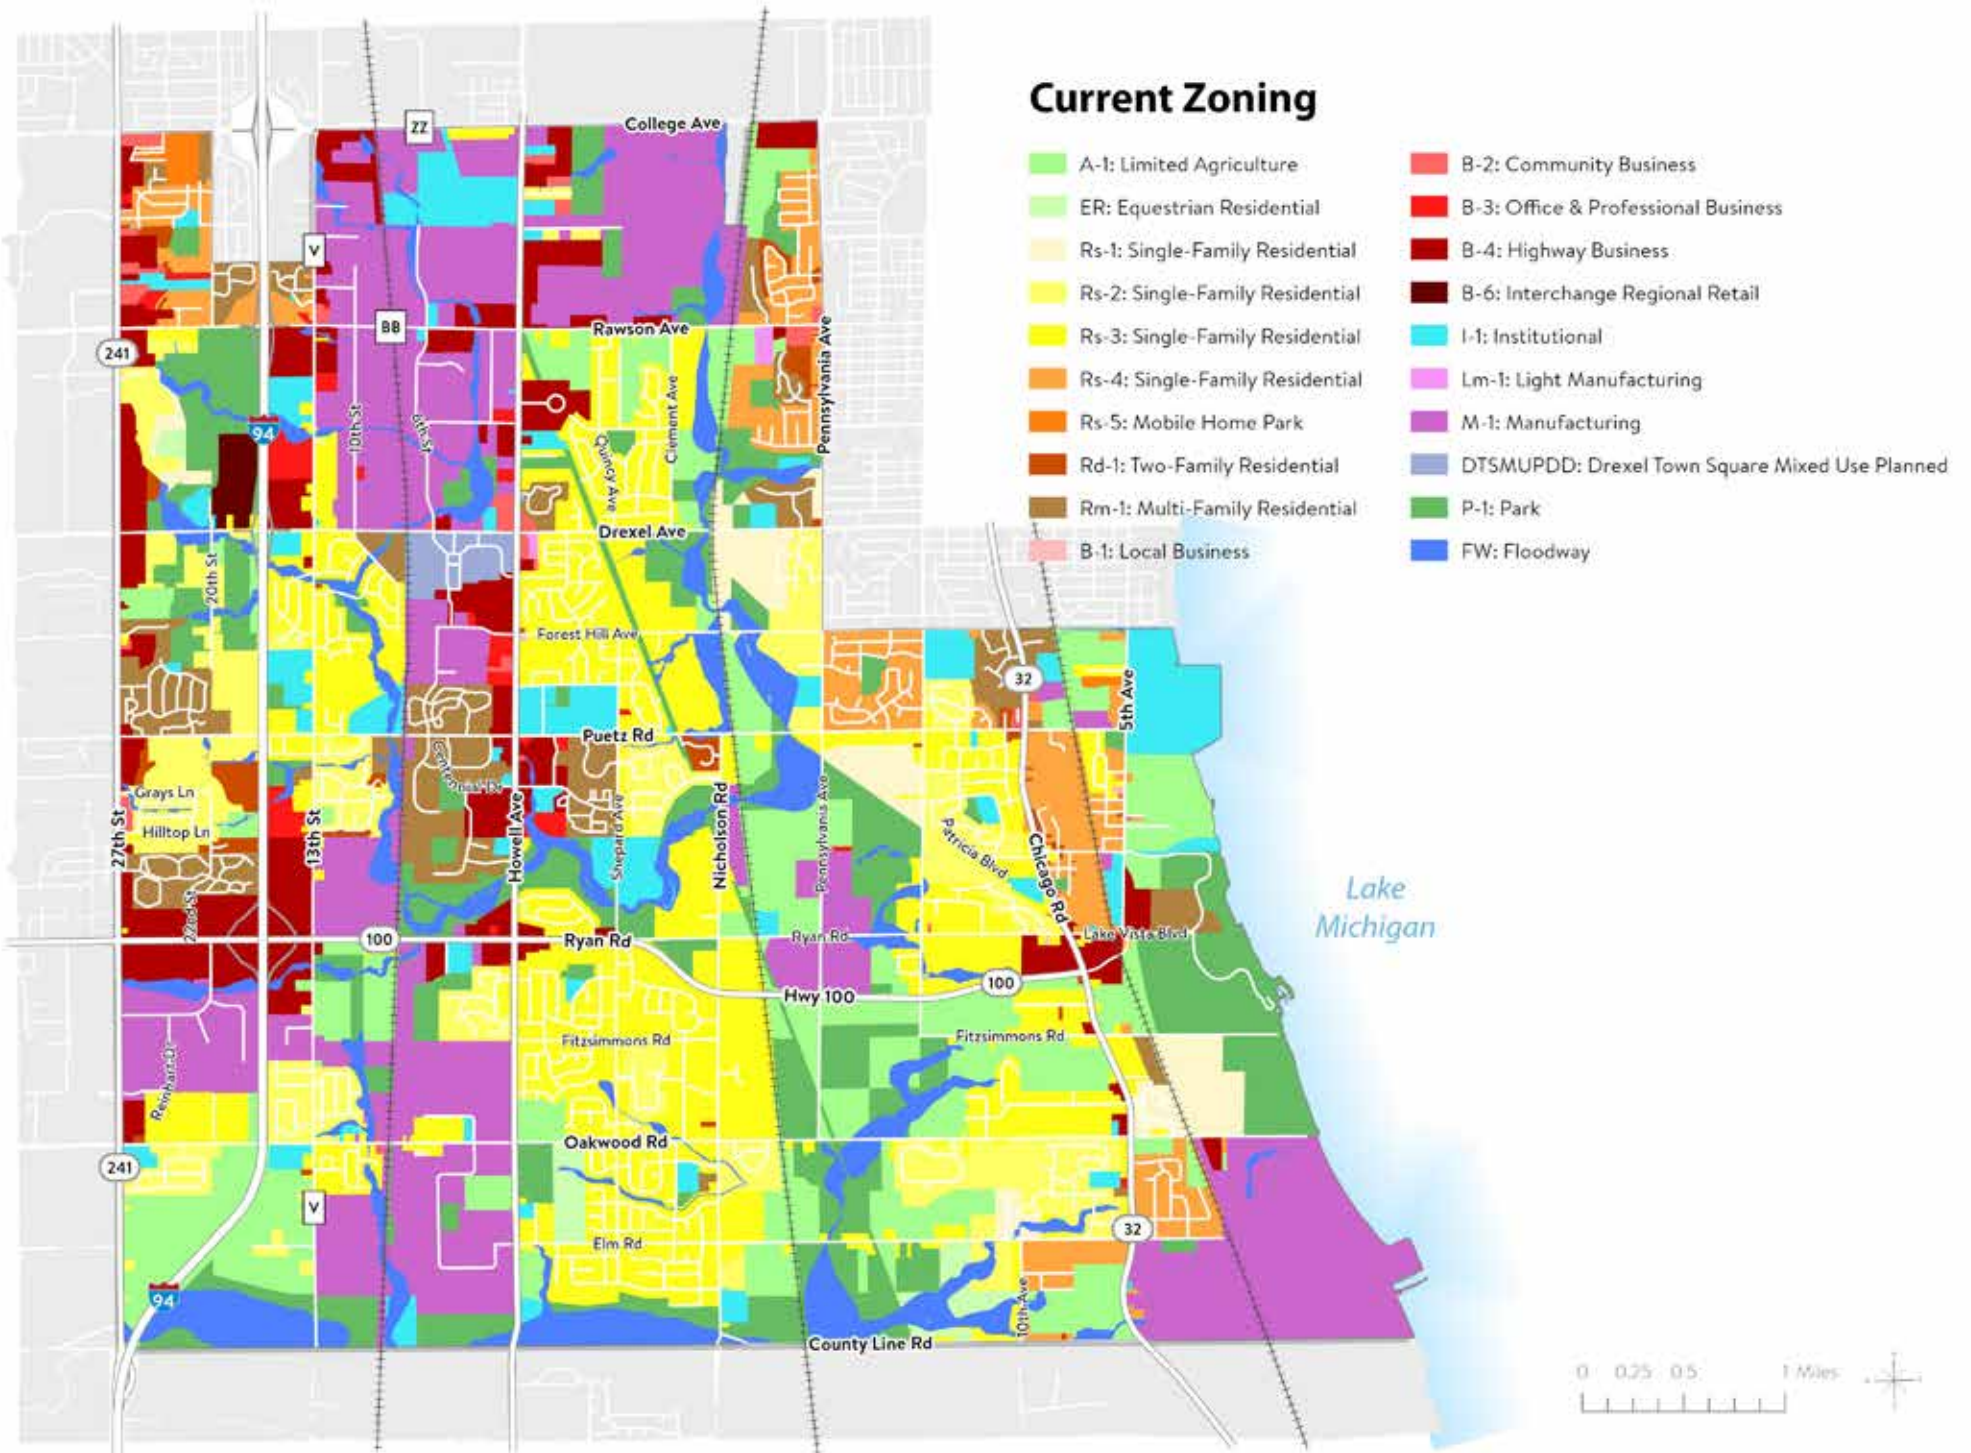 Current Zoning
A-1: Limited Agriculture
ER: Equestrian Residential
Rs-1: Single-Family Residential
Rs-2: Single-Family Residential
Rs-3: Single-Family Residential
Rs-4: Single-Family Residential
Rs-5: Mobile Home Park
Rd-1: Two-Family Residential
Rm-1: Multi-Family Residential
B-1: Local Business
B-2: Community Business
B-3: Office & Professional Business
B-4: Highway Business
B-6: Interchange Regional Retail
I-1: Institutional
Lm-1: Light Manufacturing
M-1: Manufacturing
DTSMUPDD: Drexel Town Square Mixed Use Planned
P-1: Park
FW: Floodway
ZZ
College Ave
V
BB
Rawson Ave
241
Pennsylvania Ave
94
10th St
6th St
Quincy Ave
Clement Ave
Drexel Ave
20th St
Forest Hill Ave
32
5th Ave
Puetz Rd
Centennial Dr
Grays Ln
Hilltop Ln
27th St
13th St
Howell Ave
Shepard Ave
Nicholson Rd
Pennsylvania Ave
Patricia Blvd
Chicago Rd
22nd St
100
Ryan Rd
Ryan Rd
Lake Vista Blvd
Hwy 100
100
Fitzsimmons Rd
Fitzsimmons Rd
Reinhart Dr
Oakwood Rd
241
V
32
Elm Rd
94
10th Ave
County Line Rd
Lake
Michigan
0 0.25 0.5 1 Miles